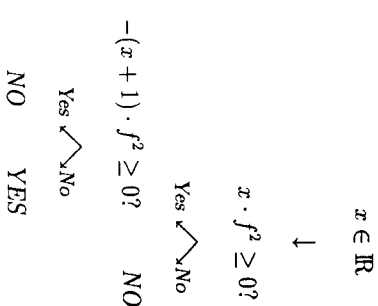 x ∈ ℝ
↓
x · f² ≥ 0?
Yes ↙↘ No
−(x + 1) · f² ≥ 0? NO
Yes ↙↘ No
NO YES